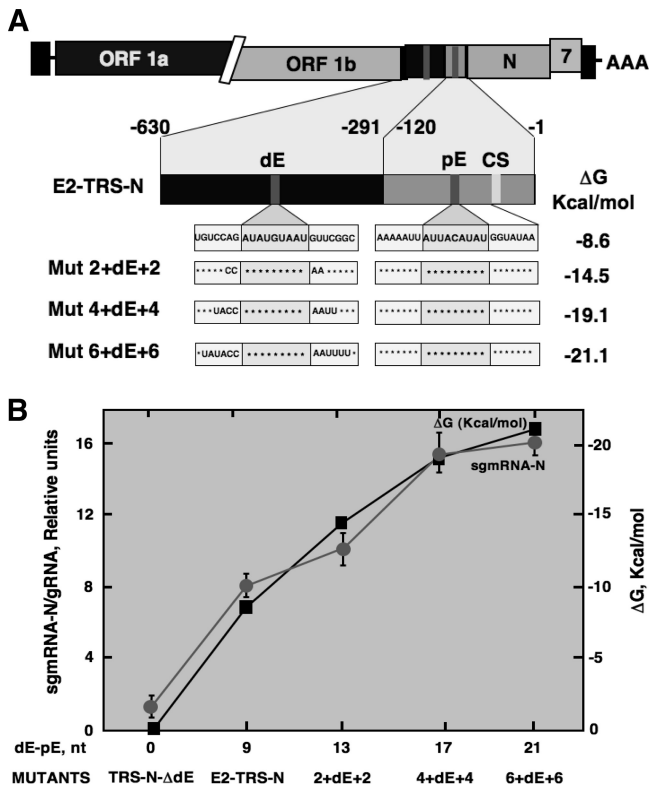 A
ORF 1a ORF 1b N 7 AAA
-630 -291 -120 -1
dE pE CS
E2-TRS-N ΔG
Kcal/mol
UGUCCAG AUAUGUAAU GUUCGGC AAAAAUU AUUACAUAU GGUAUAA -8.6
Mut 2+dE+2 *****CC ********* AA***** ******* ********* ******* -14.5
Mut 4+dE+4 ***UACC ********* AAUU*** ******* ********* ******* -19.1
Mut 6+dE+6 *UAUACC ********* AAUUUU* ******* ********* ******* -21.1
B
ΔG (Kcal/mol)
sgmRNA-N
sgmRNA-N/gRNA, Relative units
16
12
8
4
0
-20
-15
-10
-5
0
ΔG, Kcal/mol
dE-pE, nt 0 9 13 17 21
MUTANTS TRS-N-ΔdE E2-TRS-N 2+dE+2 4+dE+4 6+dE+6